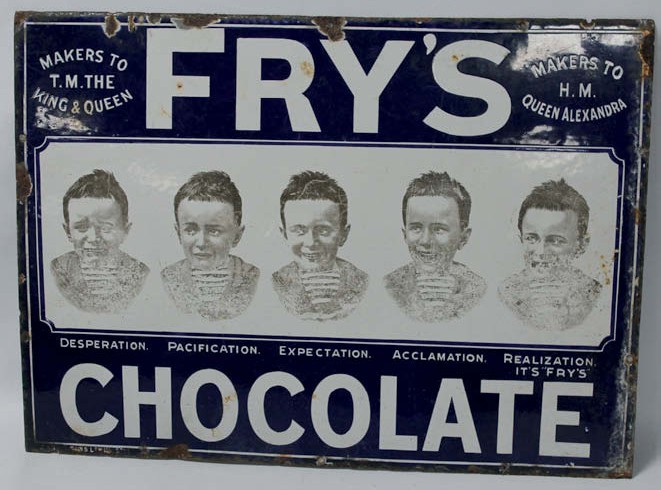 MAKERS TO
T.M. THE
KING & QUEEN
FRY'S
MAKERS TO
H.M.
QUEEN ALEXANDRA
DESPERATION. PACIFICATION. EXPECTATION. ACCLAMATION. REALIZATION.
IT'S "FRY'S"
CHOCOLATE